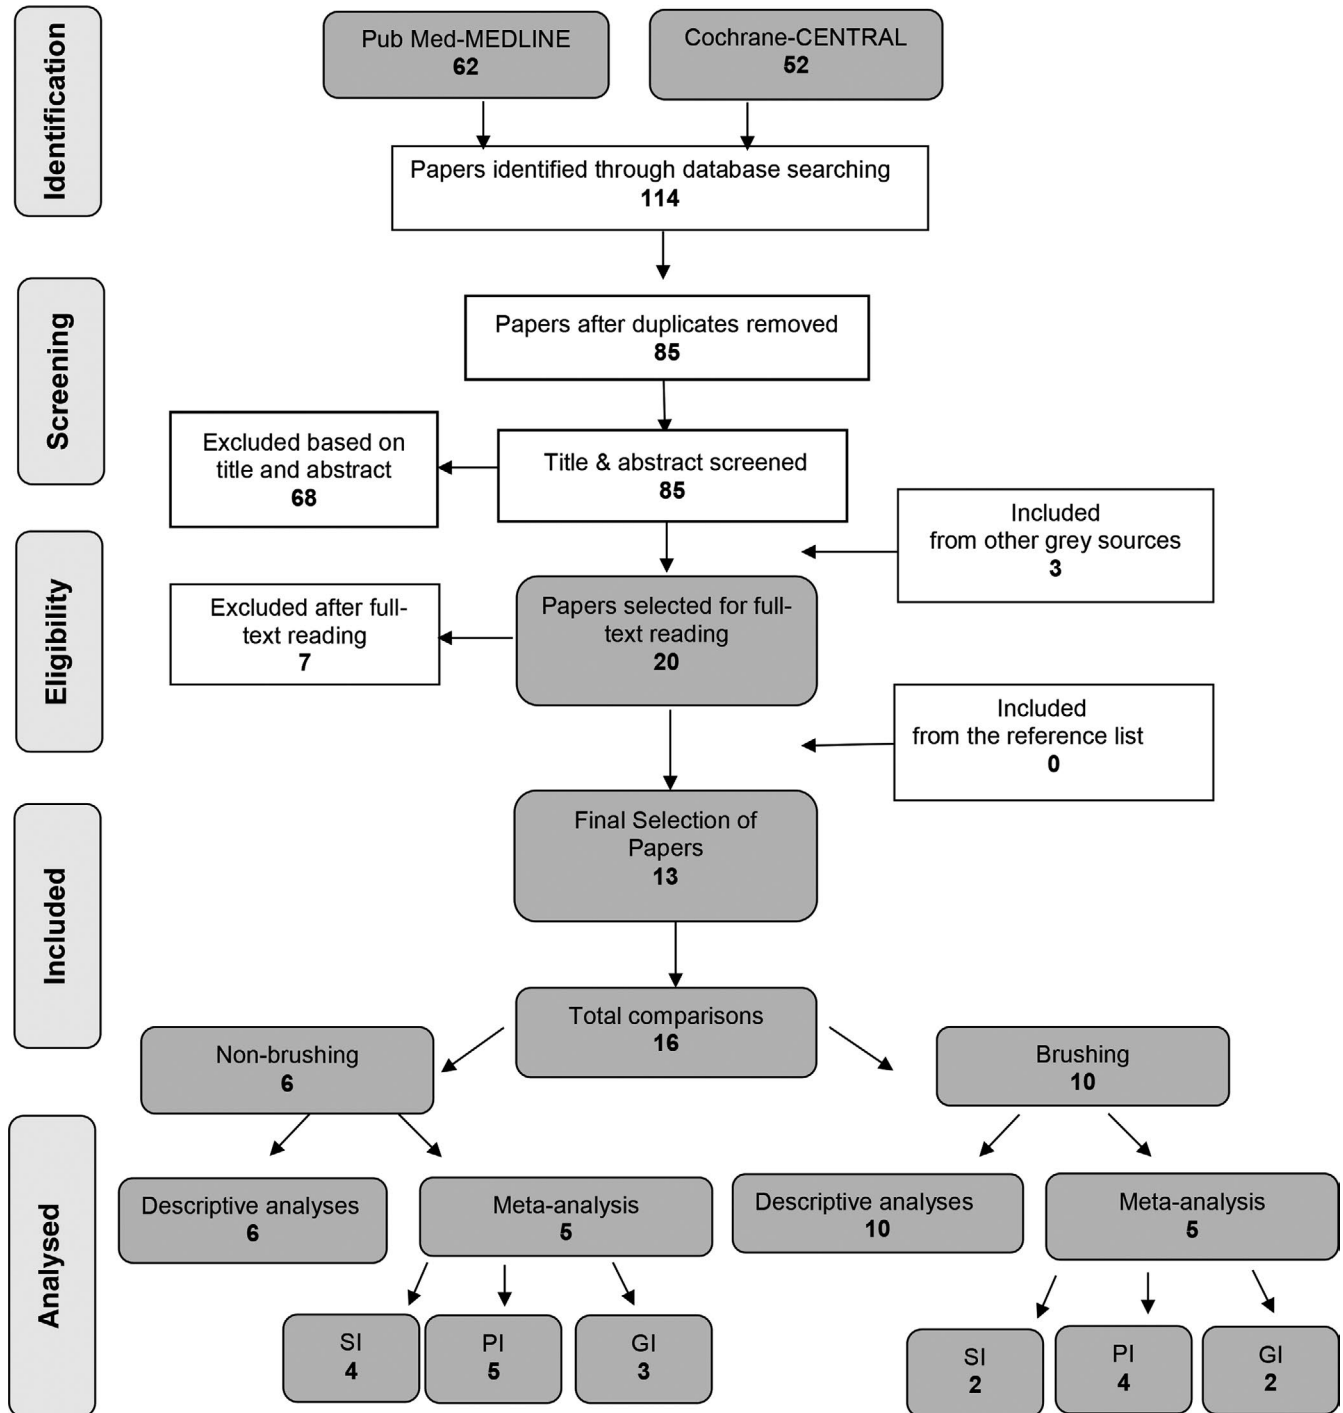 Identification
Pub Med-MEDLINE
62
Cochrane-CENTRAL
52
Papers identified through database searching
114
Screening
Papers after duplicates removed
85
Excluded based on
title and abstract
68
Title & abstract screened
85
Included
from other grey sources
3
Eligibility
Excluded after full-
text reading
7
Papers selected for full-
text reading
20
Included
from the reference list
0
Included
Final Selection of
Papers
13
Total comparisons
16
Non-brushing
6
Brushing
10
Analysed
Descriptive analyses
6
Meta-analysis
5
Descriptive analyses
10
Meta-analysis
5
SI
4
PI
5
GI
3
SI
2
PI
4
GI
2